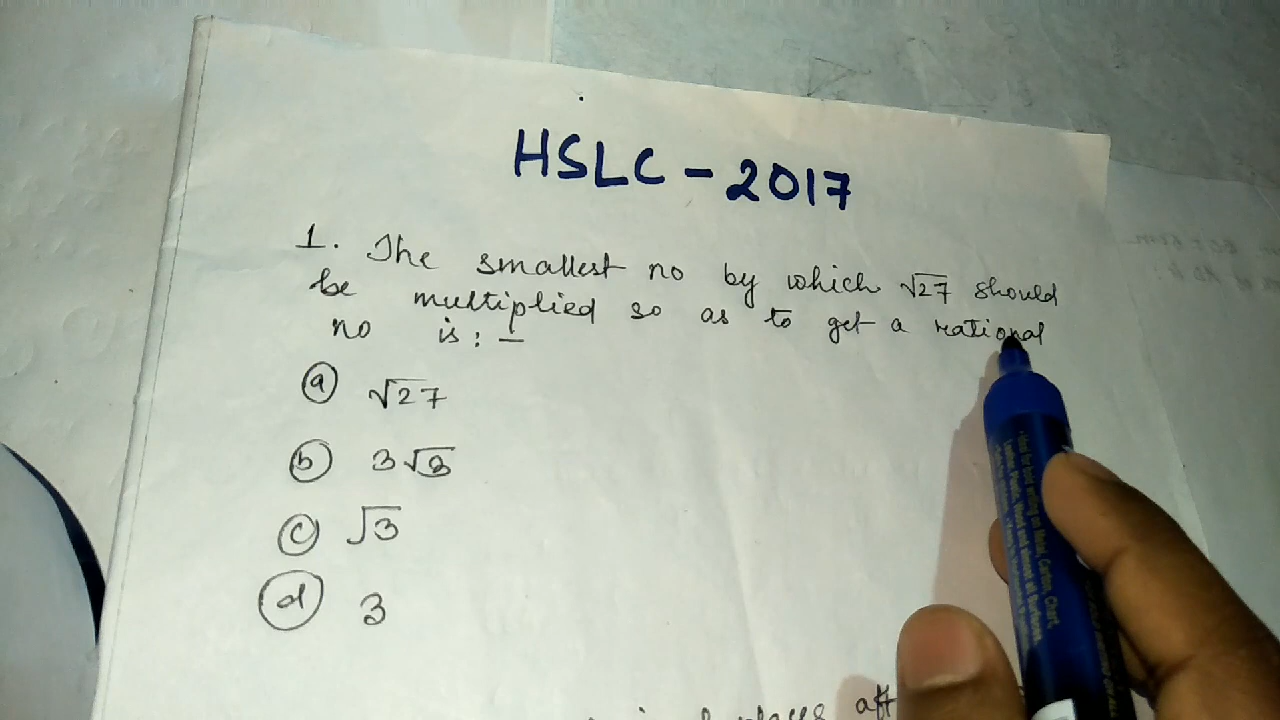 HSLC - 2017
1. The smallest no by which √27 should
be multiplied so as to get a rational
no is : -
(a) √27
(b) 3√3
(c) √3
(d) 3